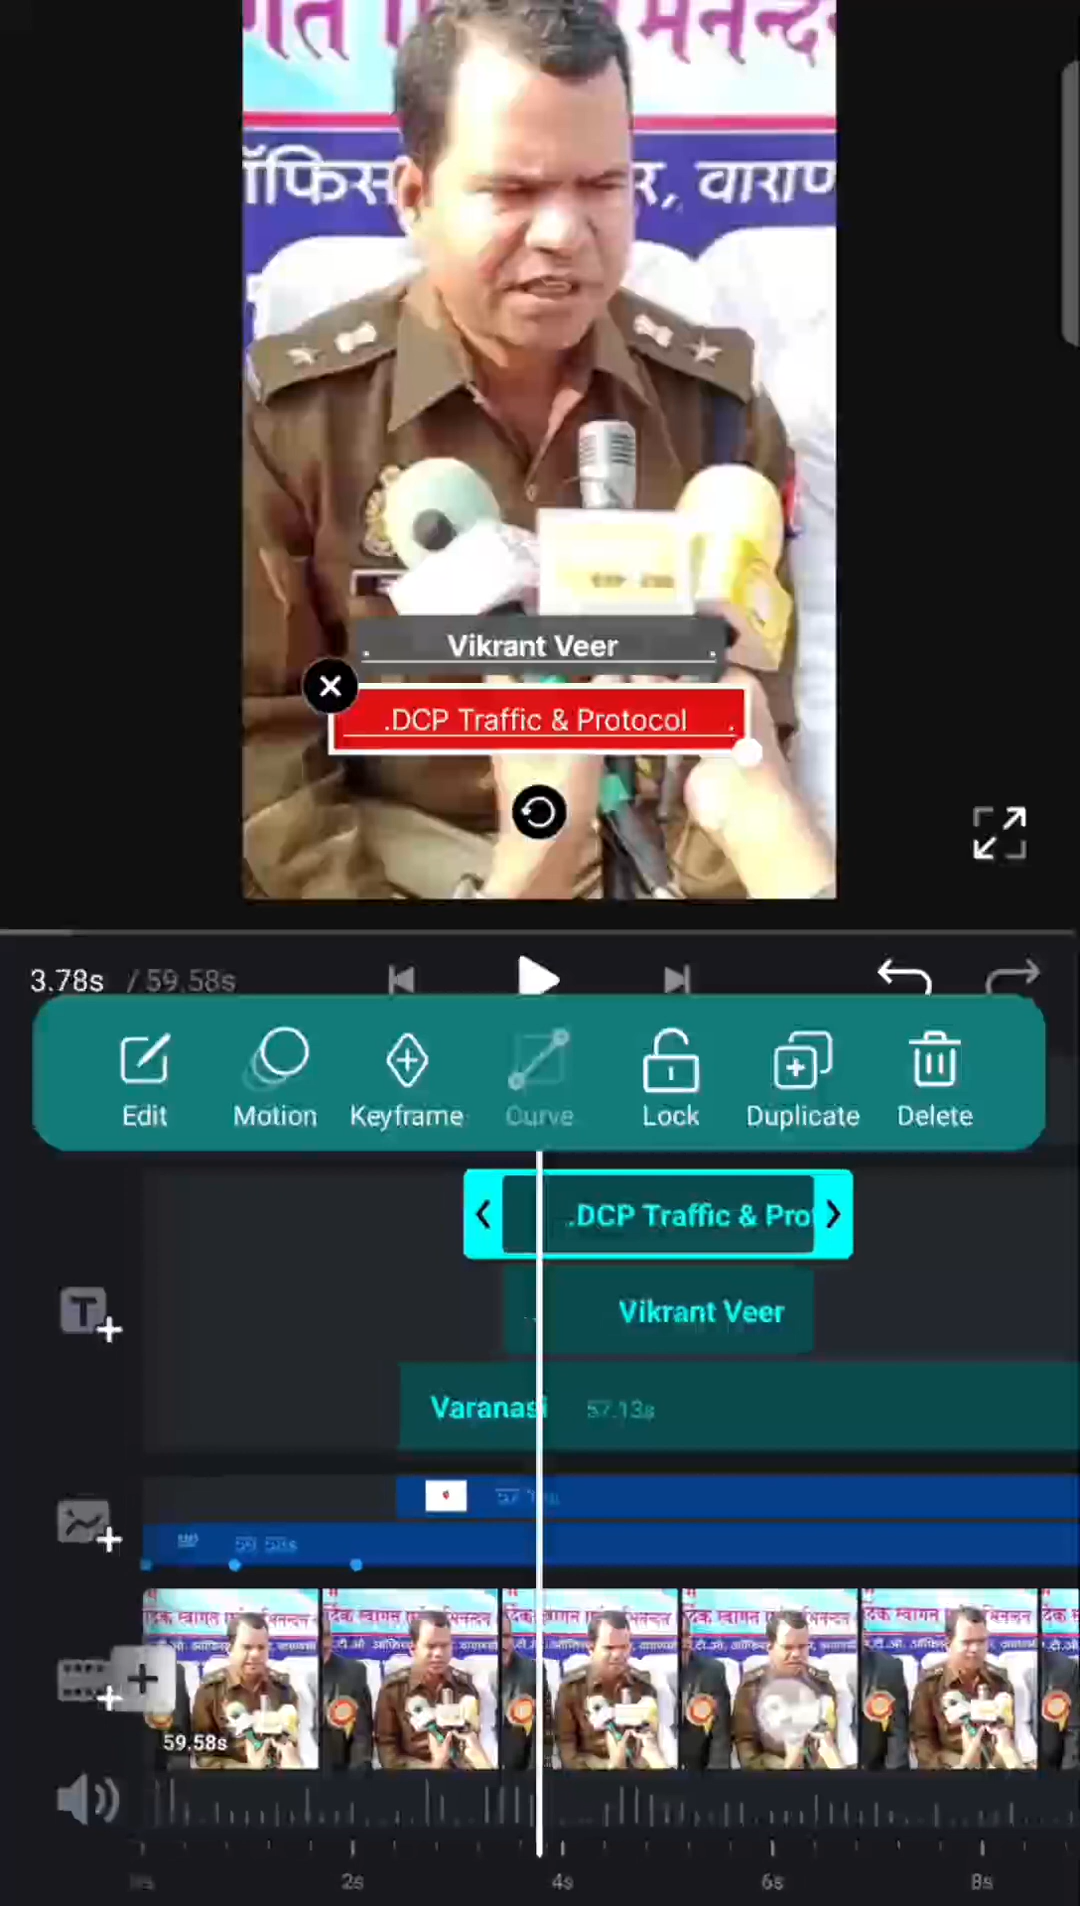 ॉफिस र, वाराण
. Vikrant Veer .
.DCP Traffic & Protocol .
3.78s / 59.58s
Edit Motion Keyframe Curve Lock Duplicate Delete
.DCP Traffic & Pro
Vikrant Veer
Varanasi 57.13s
59.58s
59.58s
2s 4s 6s 8s